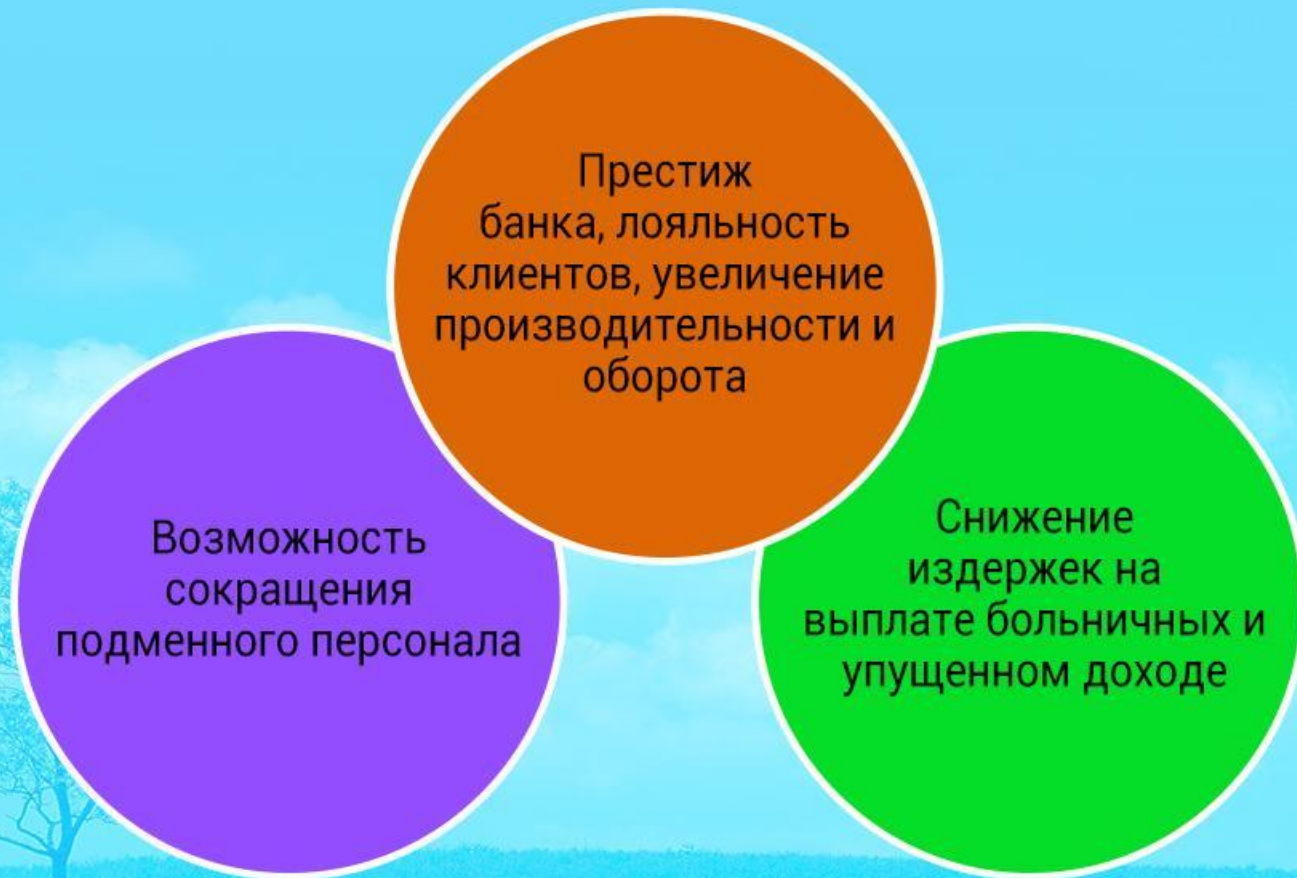 Престиж
банка, лояльность
клиентов, увеличение
производительности и
оборота
Возможность
сокращения
подменного персонала
Снижение
издержек на
выплате больничных и
упущенном доходе